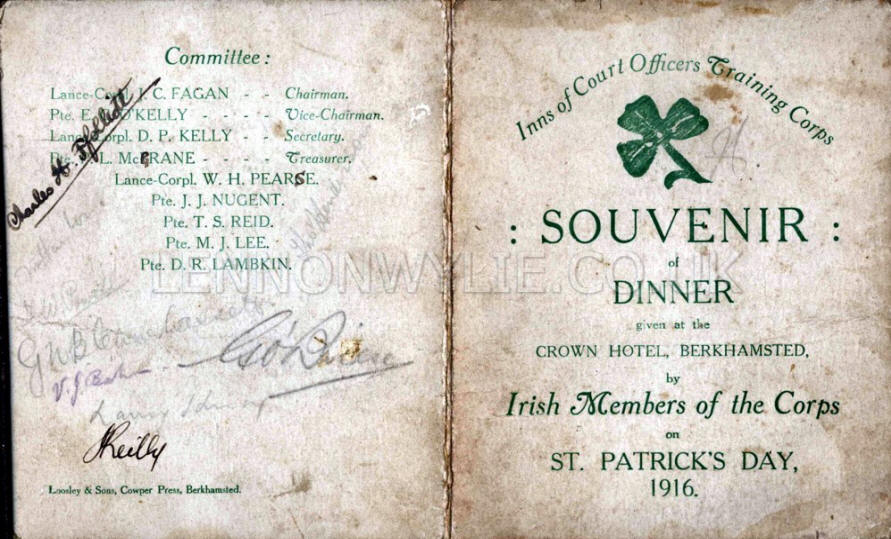 Committee:
Lance-Corpl. J. C. FAGAN - - Chairman.
Pte. E. O'KELLY - - Vice-Chairman.
Lance-Corpl. D. P. KELLY - - Secretary.
Pte. L. McBRANE - - - - Treasurer.
Lance-Corpl. W. H. PEARSE.
Pte. J. J. NUGENT.
Pte. T. S. REID.
Pte. M. J. LEE.
Pte. D. R. LAMBKIN.
Charles H.
JReilly
Loosley & Sons, Cowper Press, Berkhamsted.
Inns of Court Officers Training Corps
: SOUVENIR :
of
DINNER
given at the
CROWN HOTEL, BERKHAMSTED,
by
Irish Members of the Corps
on
ST. PATRICK'S DAY,
1916.
LENNONWYLIE.CO.UK